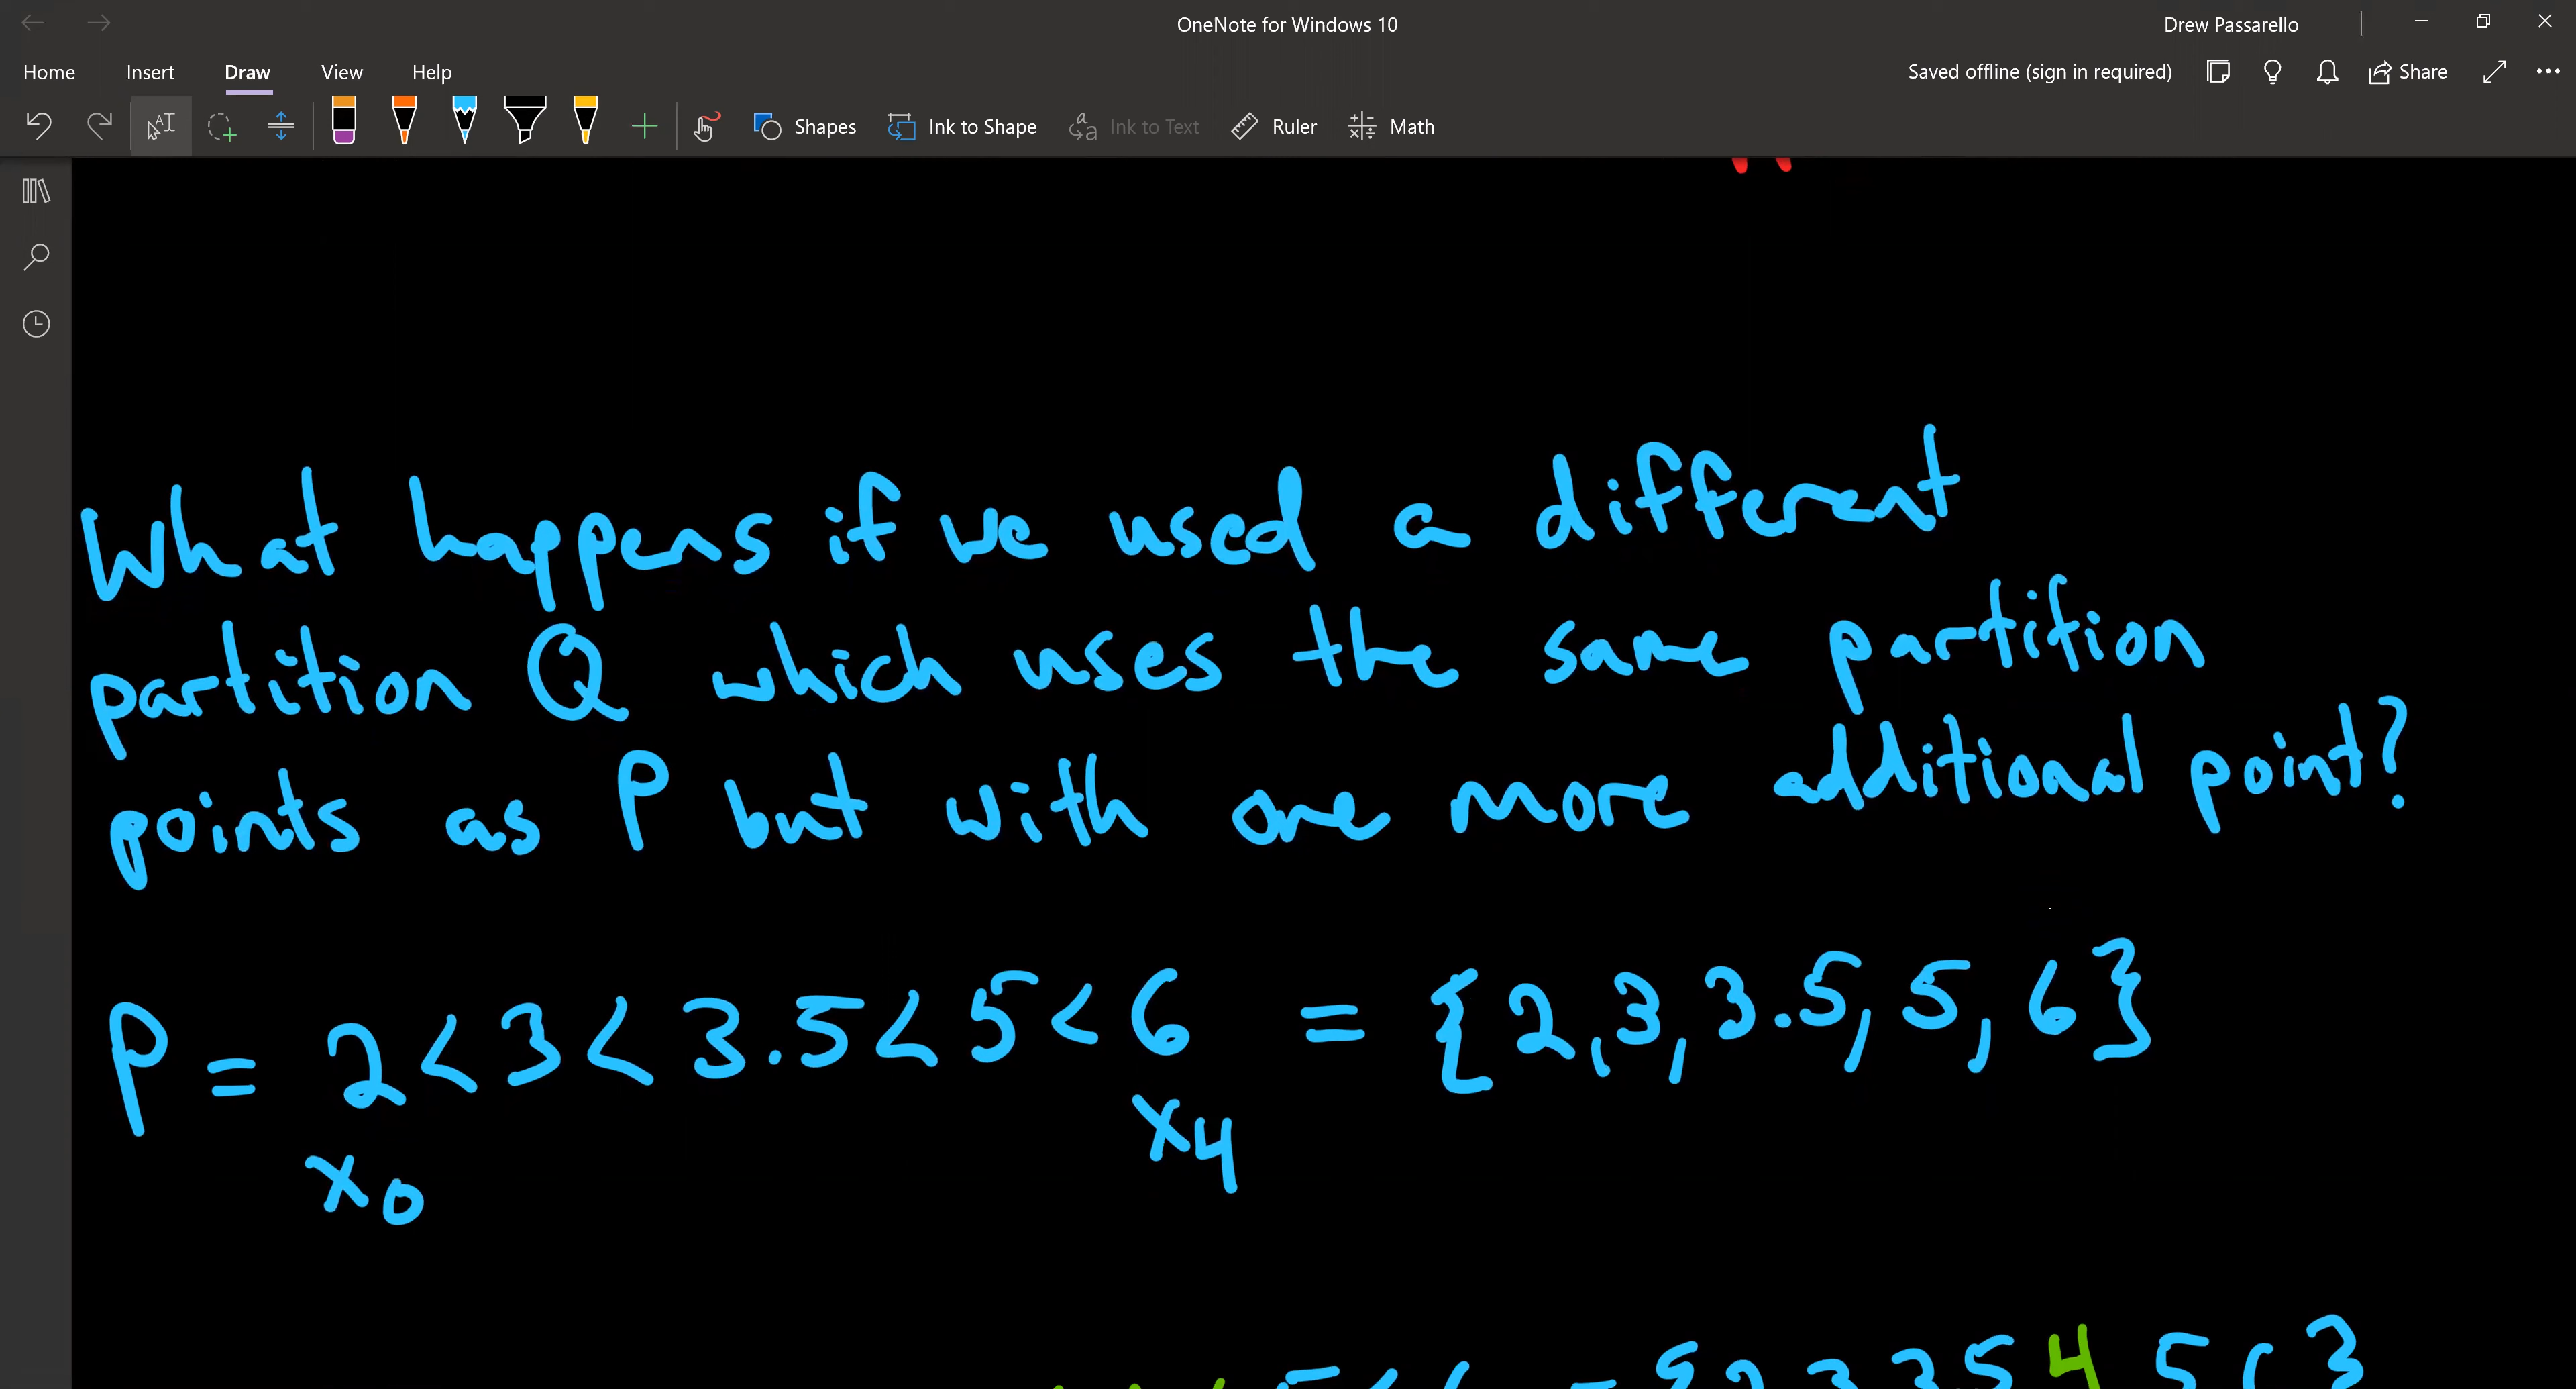 OneNote for Windows 10
Drew Passarello
Home Insert Draw View Help
Saved offline (sign in required) Share
Shapes Ink to Shape Ink to Text Ruler Math
What happens if we used a different
partition Q which uses the same partition
points as P but with one more additional point?
P = 2 < 3 < 3.5 < 5 < 6 = {2, 3, 3.5, 5, 6}
x₀ x₄